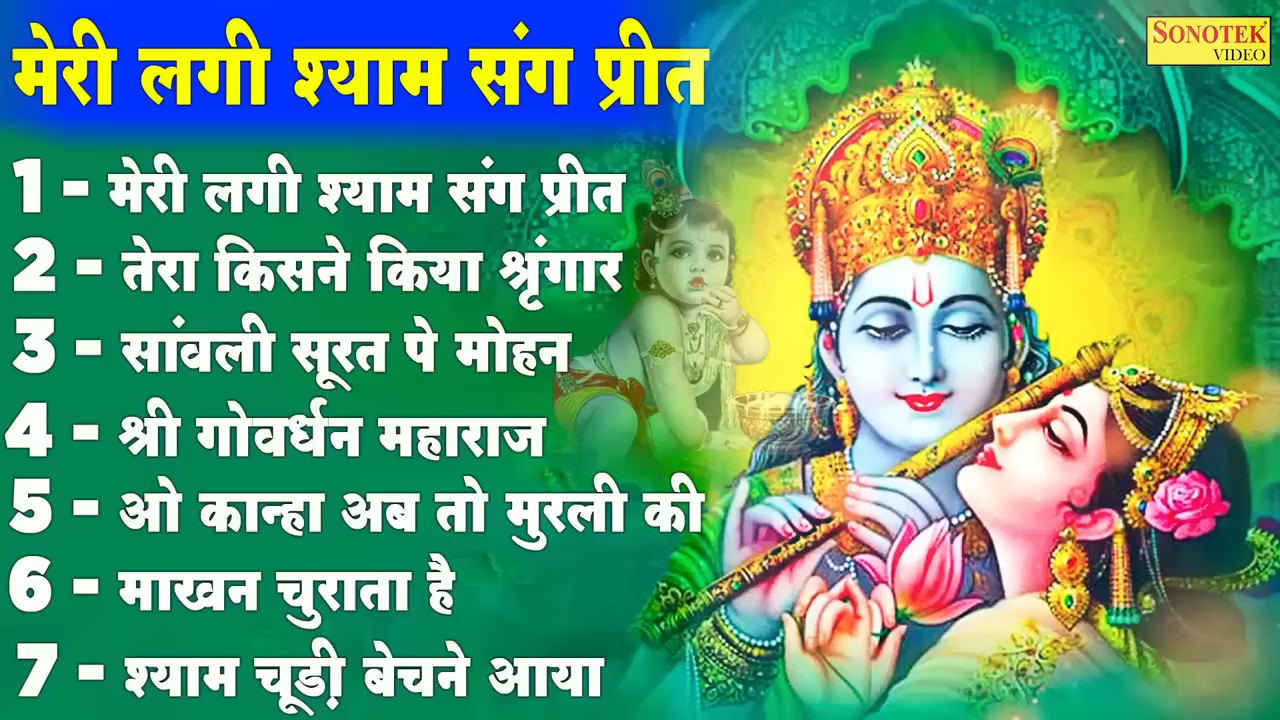 मेरी लगी श्याम संग प्रीत
SONOTEK
VIDEO
1 - मेरी लगी श्याम संग प्रीत
2 - तेरा किसने किया श्रृंगार
3 - सांवली सूरत पे मोहन
4 - श्री गोवर्धन महाराज
5 - ओ कान्हा अब तो मुरली की
6 - माखन चुराता है
7 - श्याम चूडी़ बेचने आया